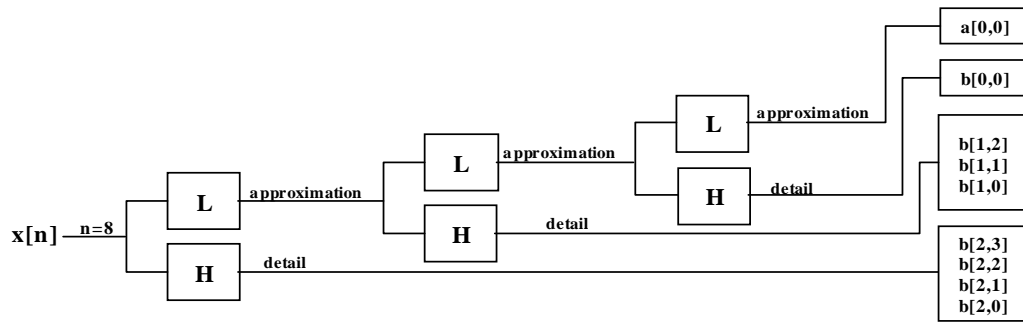 a[0,0]
b[0,0]
approximation
L
b[1,2]
b[1,1]
b[1,0]
approximation
L
H
detail
approximation
L
H
detail
x[n]
n=8
H
detail
b[2,3]
b[2,2]
b[2,1]
b[2,0]